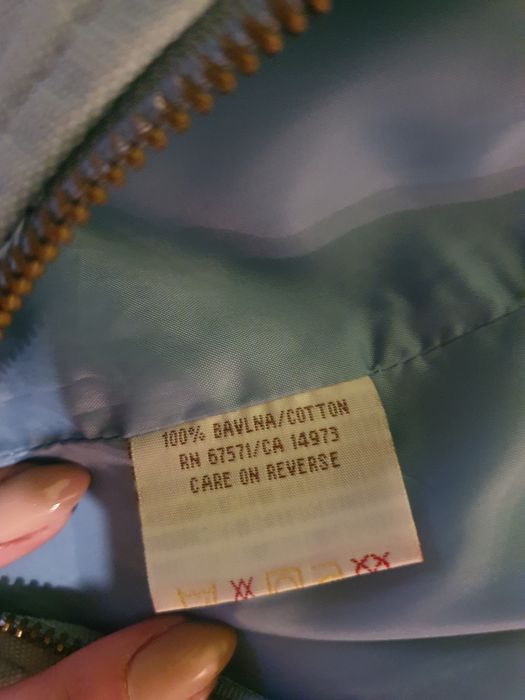 100% BAVLNA/COTTON
RN 67571/CA 14973
CARE ON REVERSE